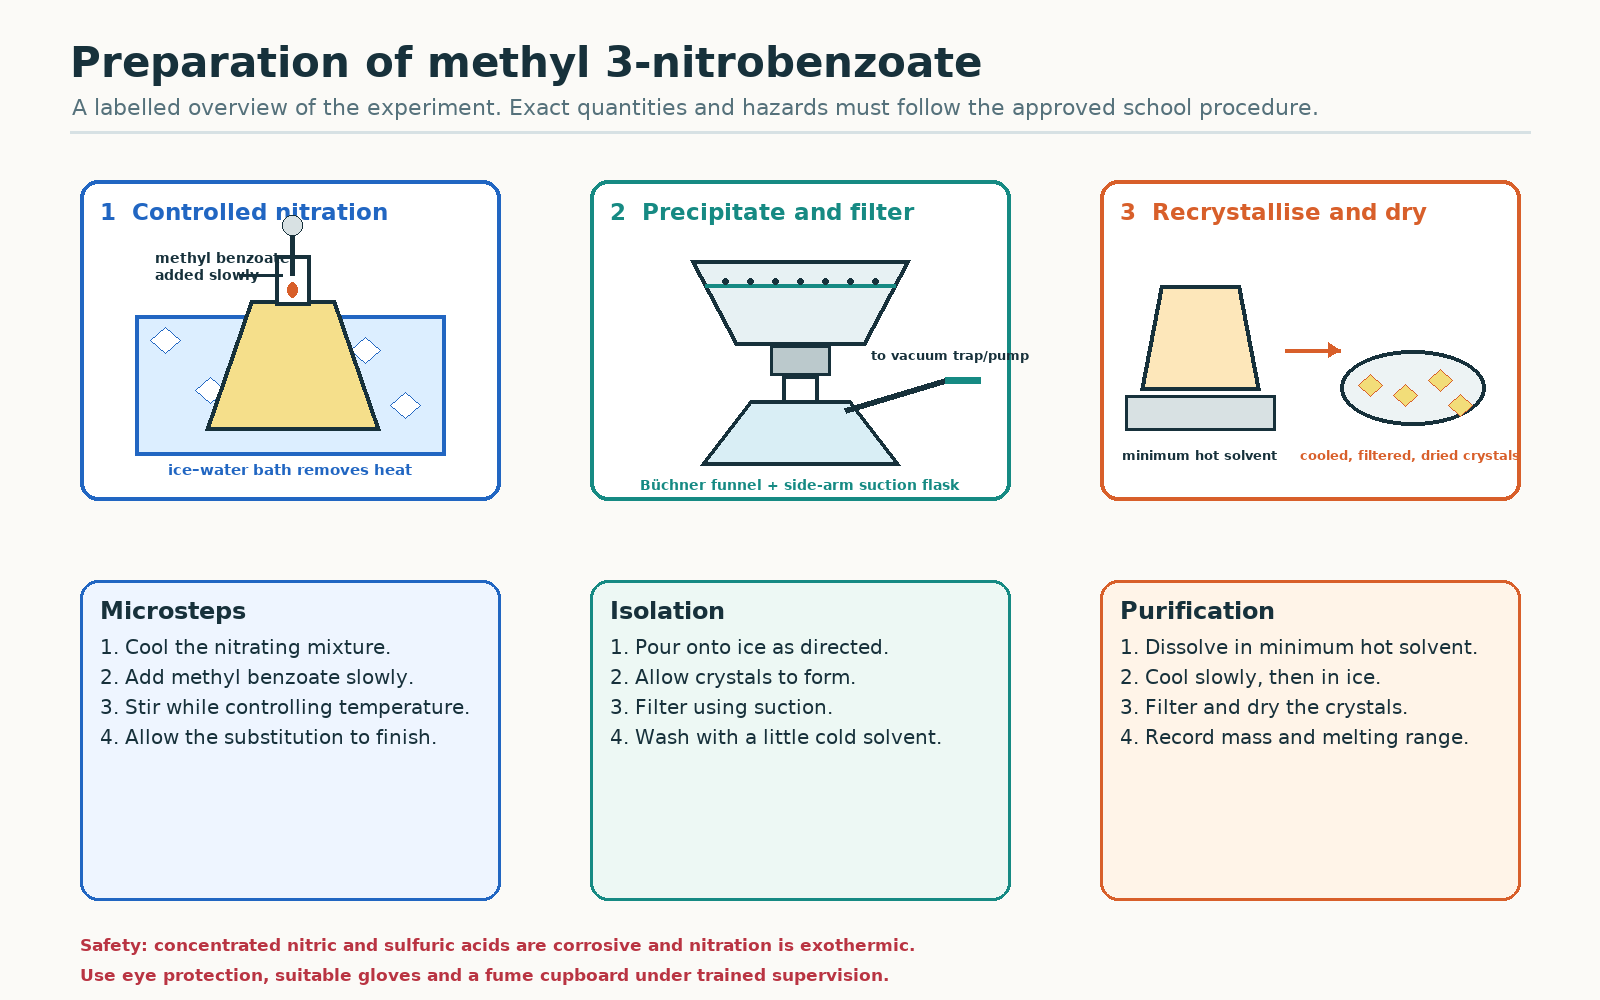 Preparation of methyl 3-nitrobenzoate
A labelled overview of the experiment. Exact quantities and hazards must follow the approved school procedure.
1 Controlled nitration
methyl benzoate
added slowly
ice–water bath removes heat
2 Precipitate and filter
to vacuum trap/pump
Büchner funnel + side-arm suction flask
3 Recrystallise and dry
minimum hot solvent
cooled, filtered, dried crystals
Microsteps
1. Cool the nitrating mixture.
2. Add methyl benzoate slowly.
3. Stir while controlling temperature.
4. Allow the substitution to finish.
Isolation
1. Pour onto ice as directed.
2. Allow crystals to form.
3. Filter using suction.
4. Wash with a little cold solvent.
Purification
1. Dissolve in minimum hot solvent.
2. Cool slowly, then in ice.
3. Filter and dry the crystals.
4. Record mass and melting range.
Safety: concentrated nitric and sulfuric acids are corrosive and nitration is exothermic.
Use eye protection, suitable gloves and a fume cupboard under trained supervision.